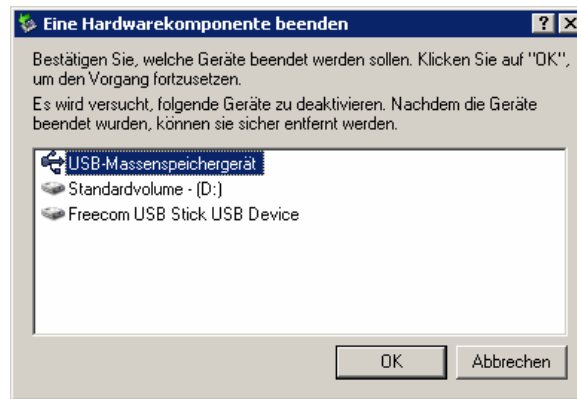 Eine Hardwarekomponente beenden
Bestätigen Sie, welche Geräte beendet werden sollen. Klicken Sie auf "OK",
um den Vorgang fortzusetzen.
Es wird versucht, folgende Geräte zu deaktivieren. Nachdem die Geräte
beendet wurden, können sie sicher entfernt werden.
USB-Massenspeichergerät
Standardvolume - (D:)
Freecom USB Stick USB Device
OK
Abbrechen